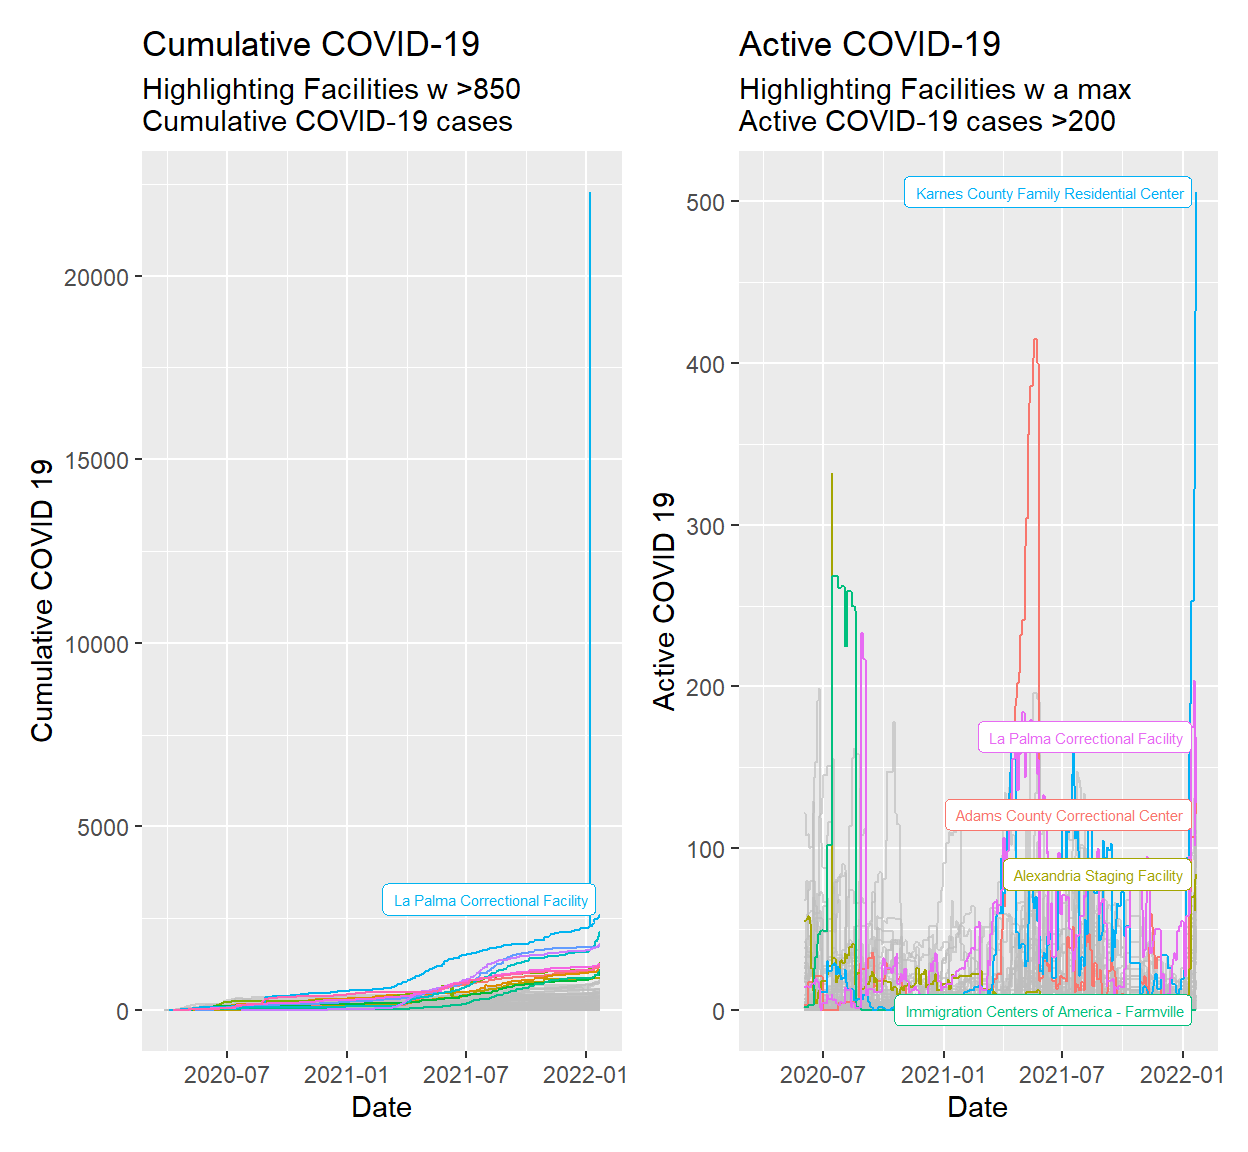 Cumulative COVID-19
Highlighting Facilities w >850
Cumulative COVID-19 cases
Cumulative COVID 19
20000
15000
10000
5000
0
La Palma Correctional Facility
2020-07
2021-01
2021-07
2022-01
Date
Active COVID-19
Highlighting Facilities w a max
Active COVID-19 cases >200
Active COVID 19
500
400
300
200
100
0
Karnes County Family Residential Center
La Palma Correctional Facility
Adams County Correctional Center
Alexandria Staging Facility
Immigration Centers of America - Farmville
2020-07
2021-01
2021-07
2022-01
Date